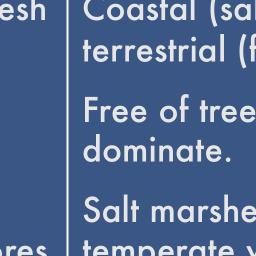 esh
Coastal (sal
terrestrial (f
Free of tree
dominate.
Salt marshe
ores
temperate